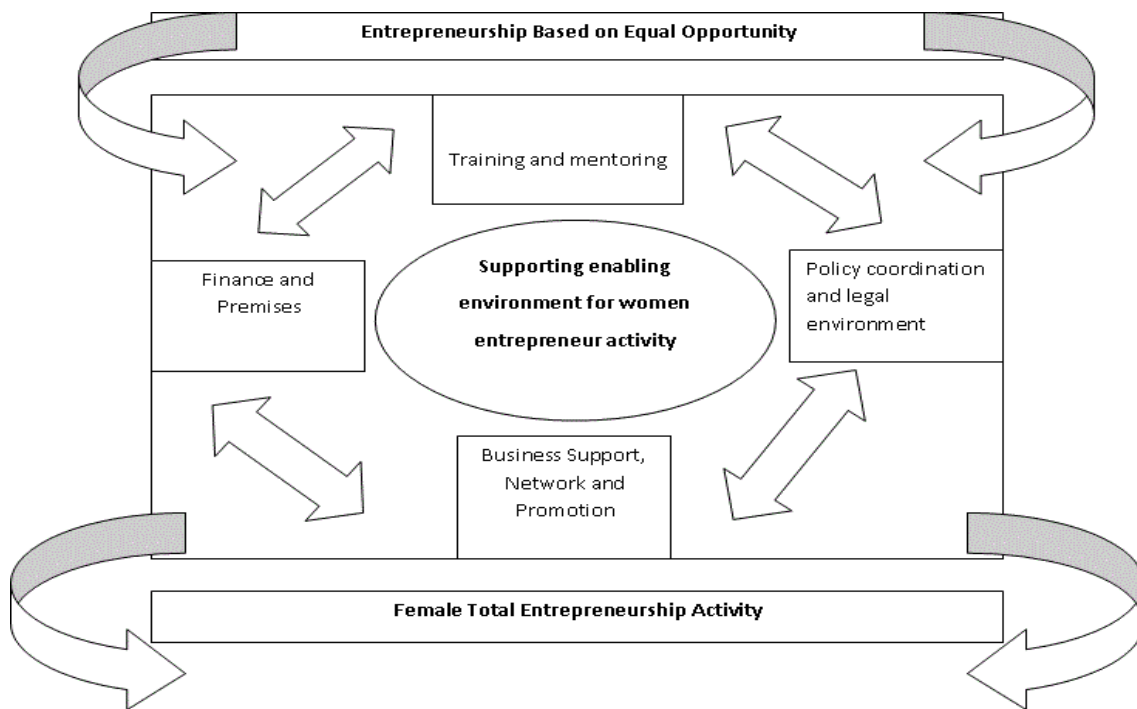 Entrepreneurship Based on Equal Opportunity
Training and mentoring
Finance and
Premises
Supporting enabling
environment for women
entrepreneur activity
Policy coordination
and legal
environment
Business Support,
Network and
Promotion
Female Total Entrepreneurship Activity